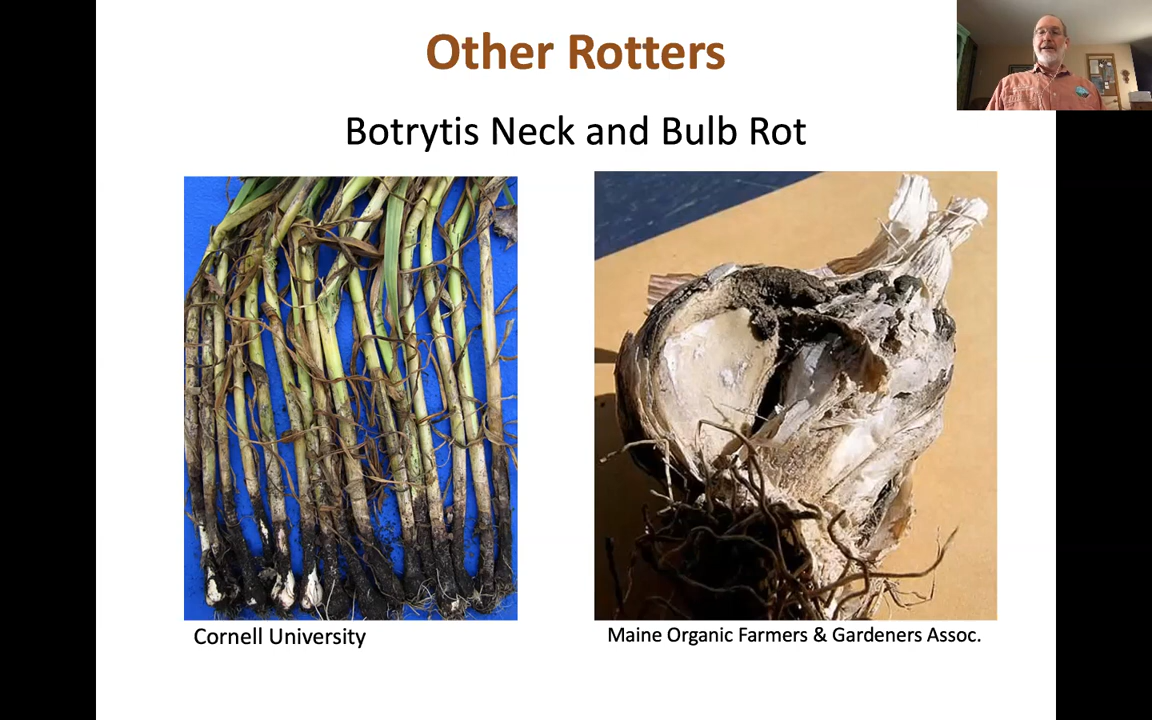 Other Rotters
Botrytis Neck and Bulb Rot
Cornell University
Maine Organic Farmers & Gardeners Assoc.